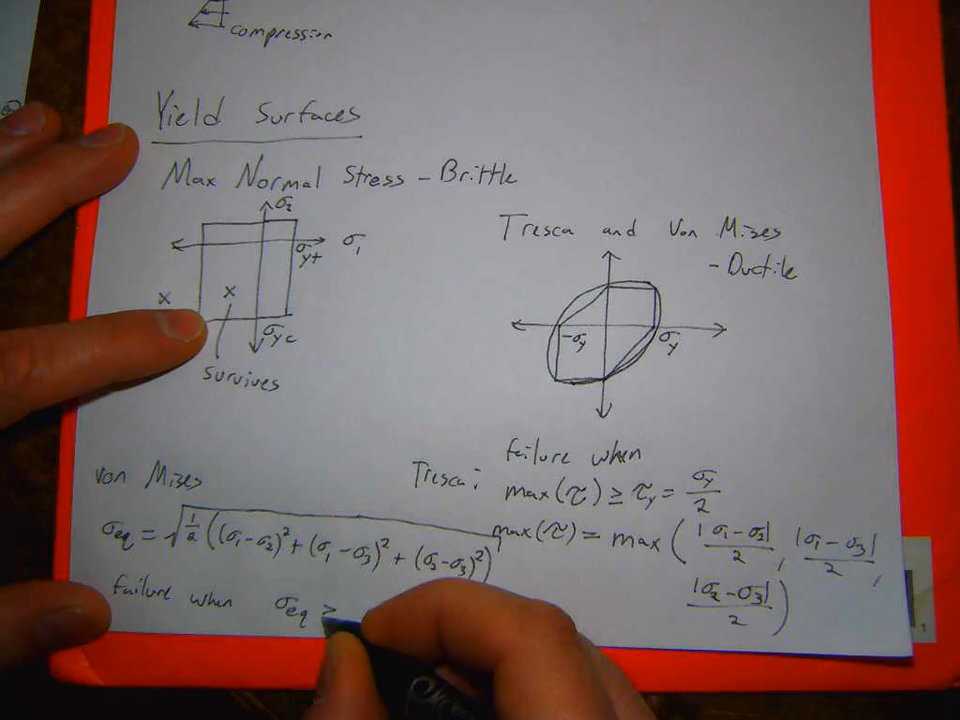 compression
Yield Surfaces
Max Normal Stress - Brittle
σ₂
σ₁
σyt
x
x
σyc
survives
Tresca and Von Mises
- Ductile
-σy
σy
Von Mises
σeq = √(1/2((σ₁-σ₂)²+(σ₁-σ₃)²+(σ₂-σ₃)²))
failure when σeq ≥
Tresca: failure when
max(τ) ≥ τy = σy/2
max(τ) = max(|σ₁-σ₂|/2, |σ₁-σ₃|/2,
|σ₂-σ₃|/2)